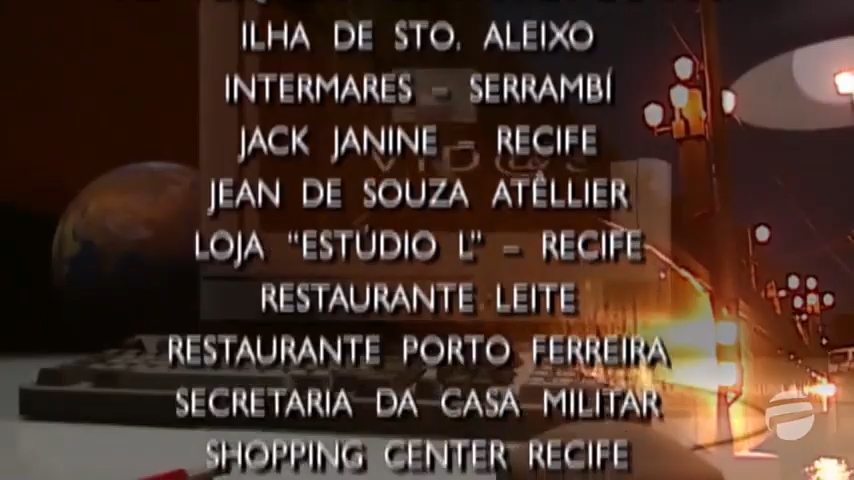 ILHA DE STO. ALEIXO
INTERMARES - SERRAMBÍ
JACK JANINE - RECIFE
JEAN DE SOUZA ATÊLLIER
LOJA "ESTÚDIO L" - RECIFE
RESTAURANTE LEITE
RESTAURANTE PORTO FERREIRA
SECRETARIA DA CASA MILITAR
SHOPPING CENTER RECIFE